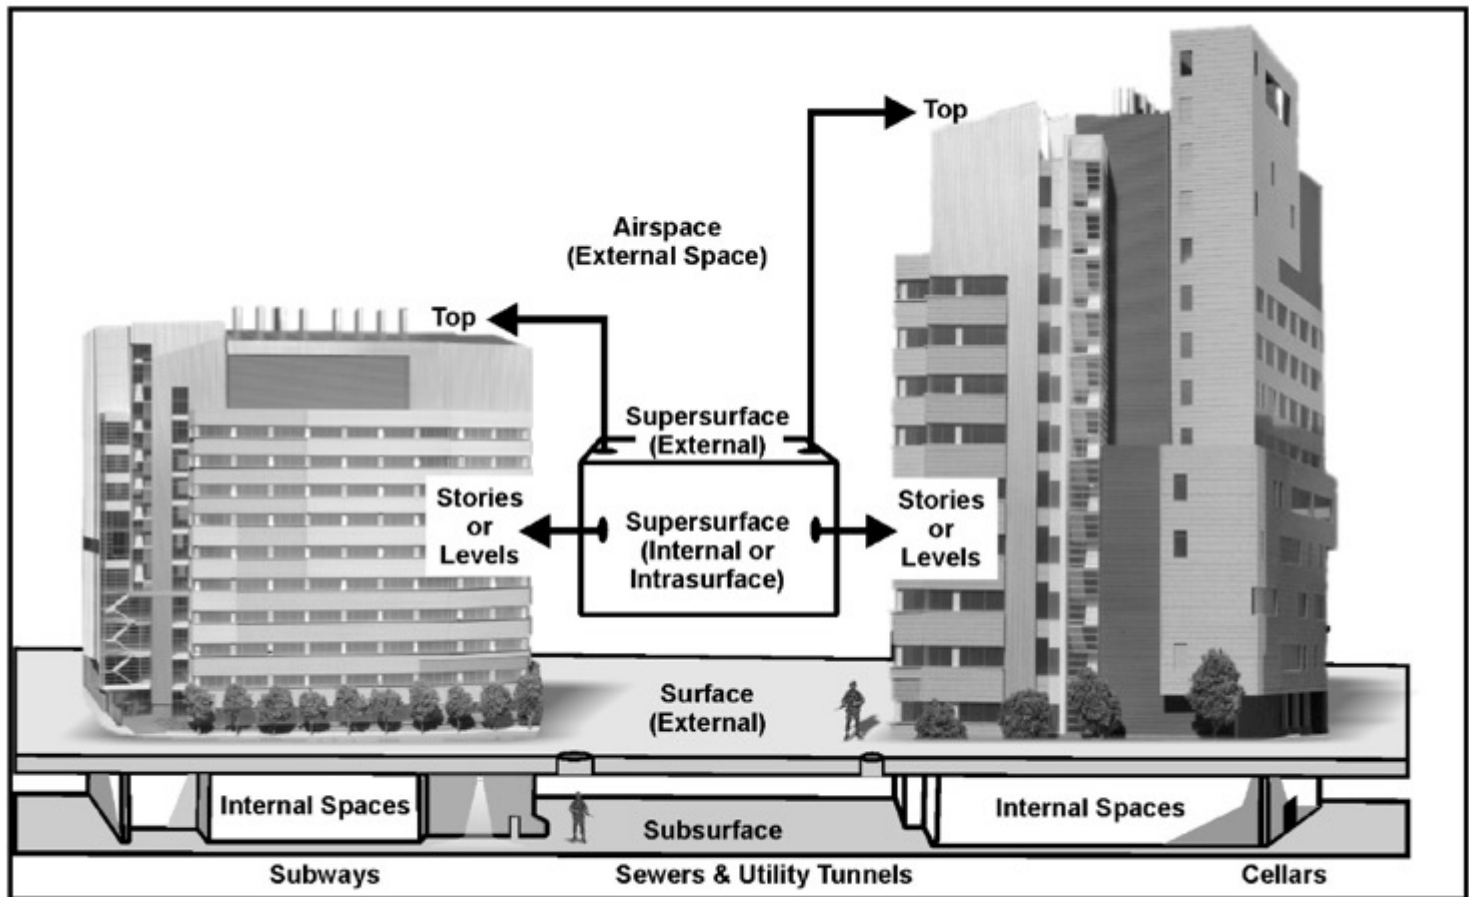 Top
Airspace
(External Space)
Top
Supersurface
(External)
Stories
or
Levels
Supersurface
(Internal or
Intrasurface)
Stories
or
Levels
Surface
(External)
Internal Spaces
Internal Spaces
Subsurface
Subways
Sewers & Utility Tunnels
Cellars